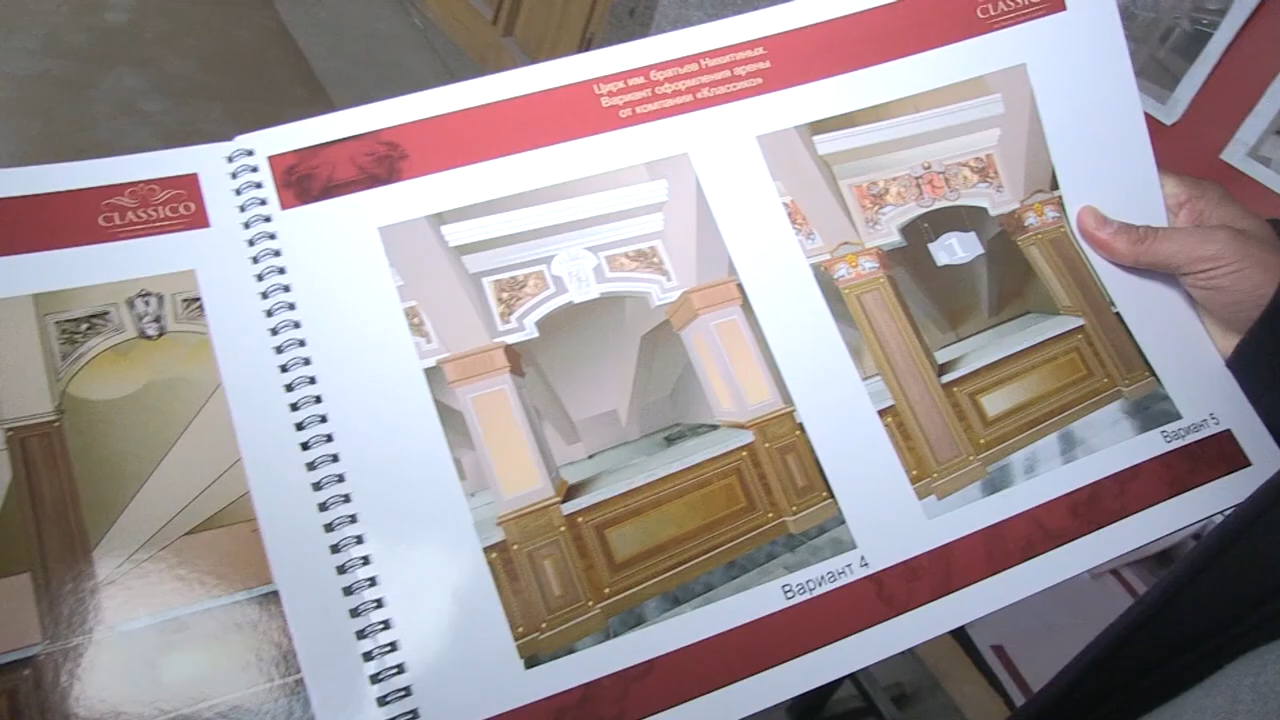 CLASSICO
Цирк им. братьев Никитиных.
Вариант оформления арены
от компании «Классико»
CLASSICO
1
Вариант 4
Вариант 5